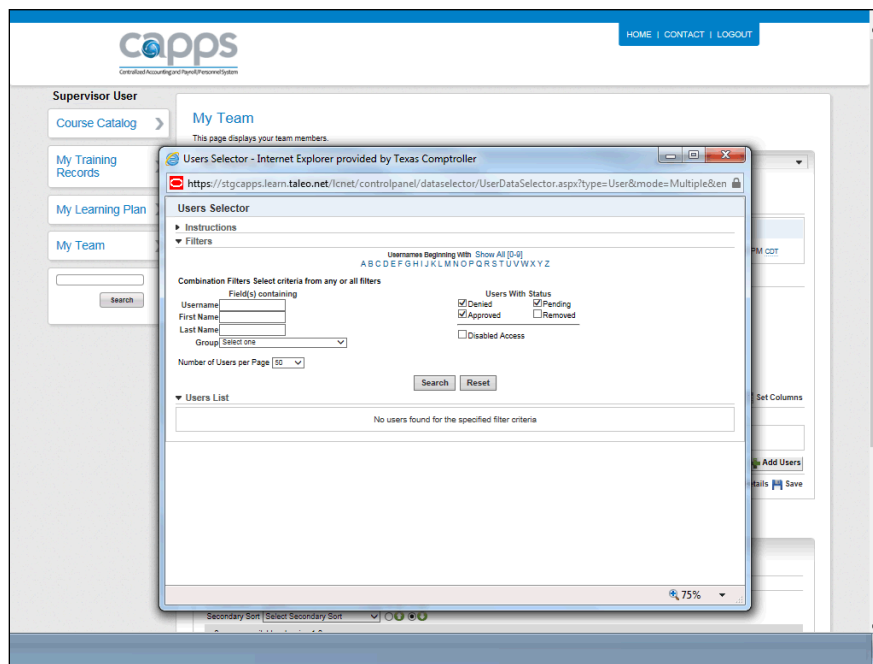 HOME | CONTACT | LOGOUT
capps
Centralized Accounting and Payroll/Personnel System
Supervisor User
Course Catalog
My Training
Records
My Learning Plan
My Team
Search
My Team
This page displays your team members.
Users Selector - Internet Explorer provided by Texas Comptroller
https://stgcapps.learn.taleo.net/lcnet/controlpanel/dataselector/UserDataSelector.aspx?type=User&mode=Multiple&en
Users Selector
Instructions
Filters
Usernames Beginning With Show All [0-9]
A B C D E F G H I J K L M N O P Q R S T U V W X Y Z
Combination Filters Select criteria from any or all filters
Field(s) containing
Users With Status
Username
Denied
Pending
First Name
Approved
Removed
Last Name
Disabled Access
Group Select one
Number of Users per Page 50
Search Reset
Users List
No users found for the specified filter criteria
PM CDT
Set Columns
Add Users
tails Save
75%
Secondary Sort Select Secondary Sort